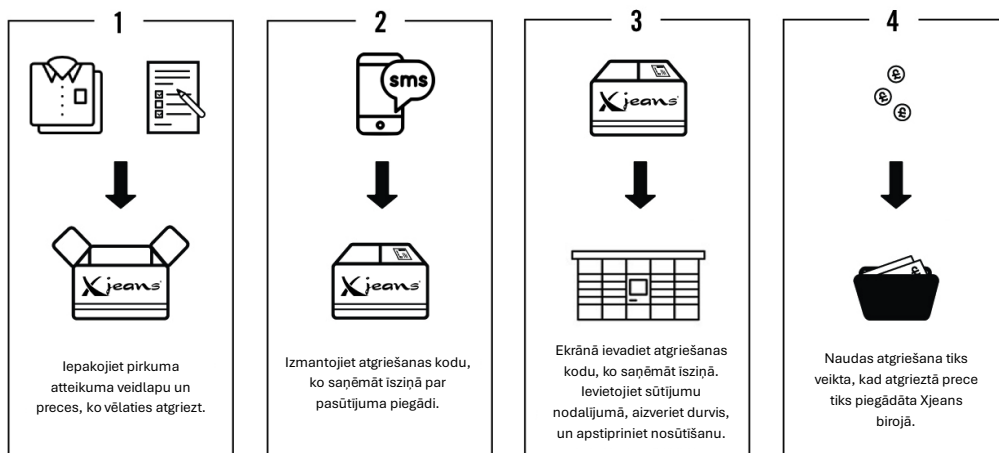 1
Xjeans
Iepakojiet pirkuma
atteikuma veidlapu un
preces, ko vēlaties atgriezt.
2
sms
Xjeans
Izmantojiet atgriešanas kodu,
ko saņēmāt īsziņā par
pasūtījuma piegādi.
3
Xjeans
Ekrānā ievadiet atgriešanas
kodu, ko saņēmāt īsziņā.
Ievietojiet sūtījumu
nodalījumā, aizveriet durvis,
un apstipriniet nosūtīšanu.
4
£
£
£
Naudas atgriešana tiks
veikta, kad atgrieztā prece
tiks piegādāta Xjeans
birojā.